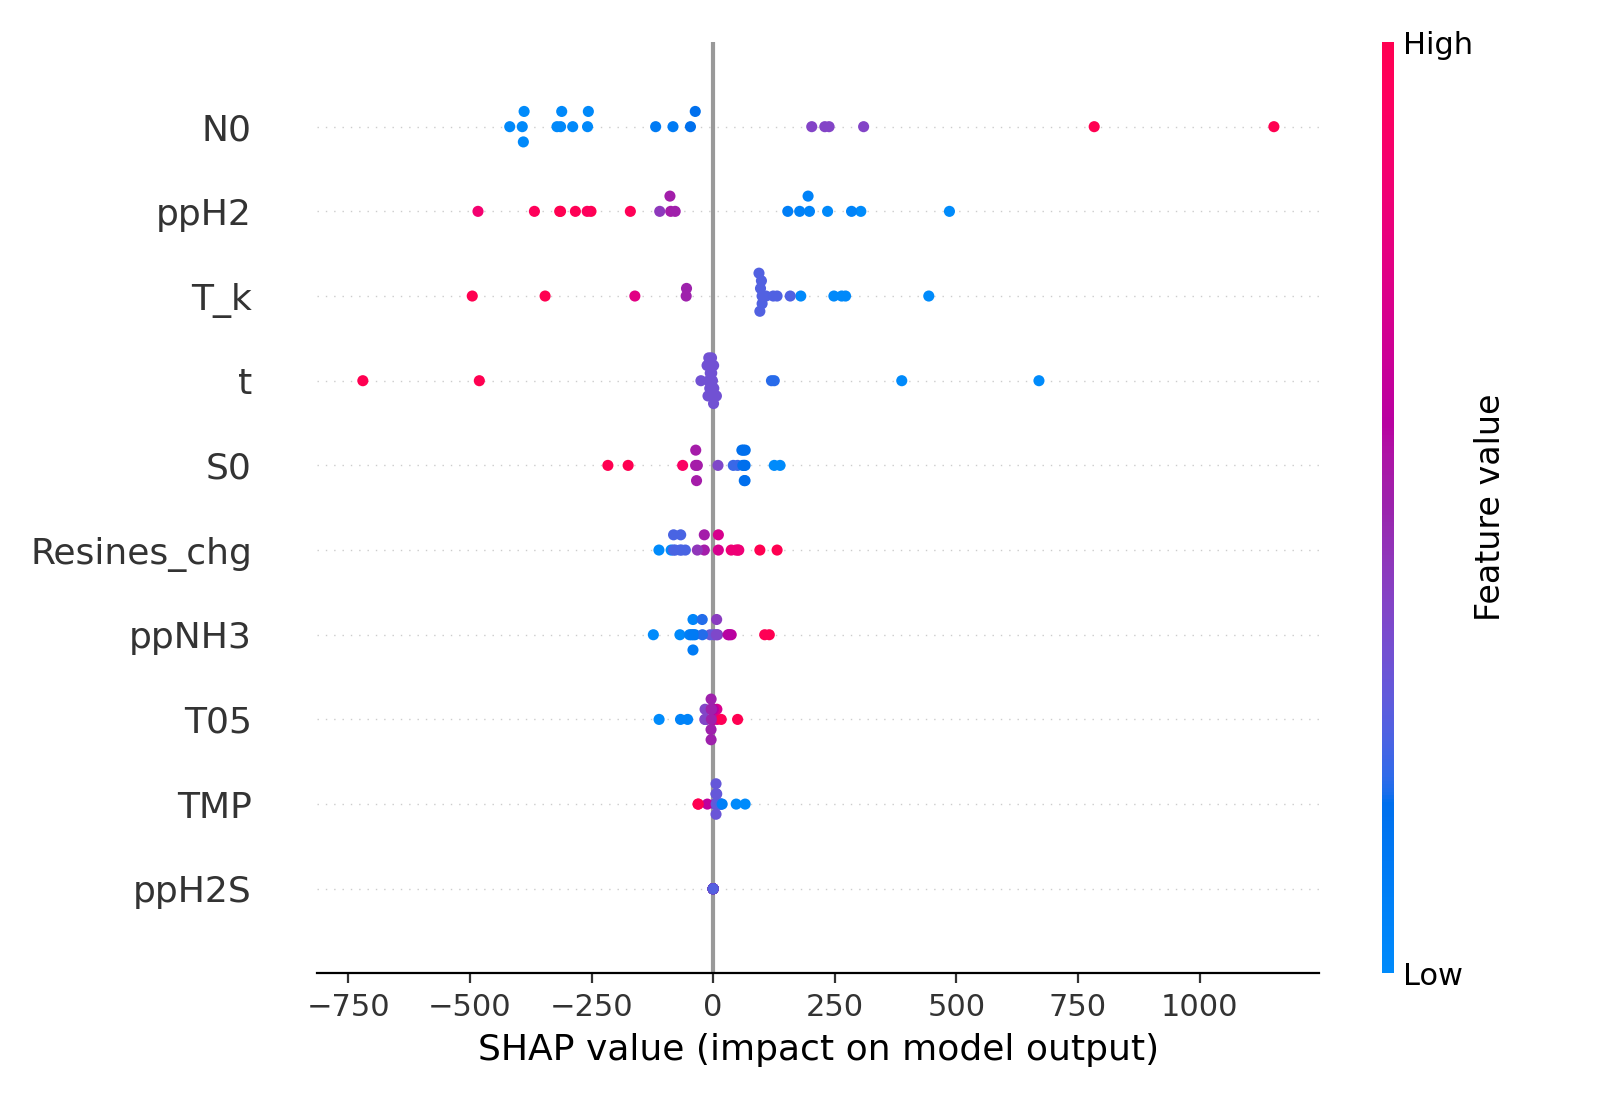 High
N0
ppH2
T_k
t
S0
Resines_chg
ppNH3
T05
TMP
ppH2S
Feature value
Low
−750 −500 −250 0 250 500 750 1000
SHAP value (impact on model output)